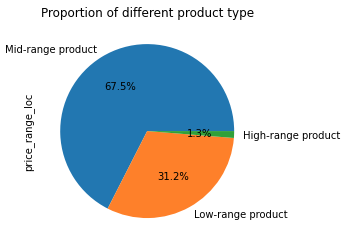 Proportion of different product type
Mid-range product
67.5%
price_range_loc
1.3%
High-range product
31.2%
Low-range product